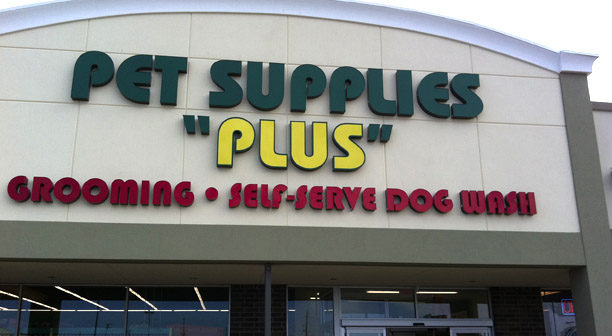 PET SUPPLIES
"PLUS"
GROOMING • SELF-SERVE DOG WASH